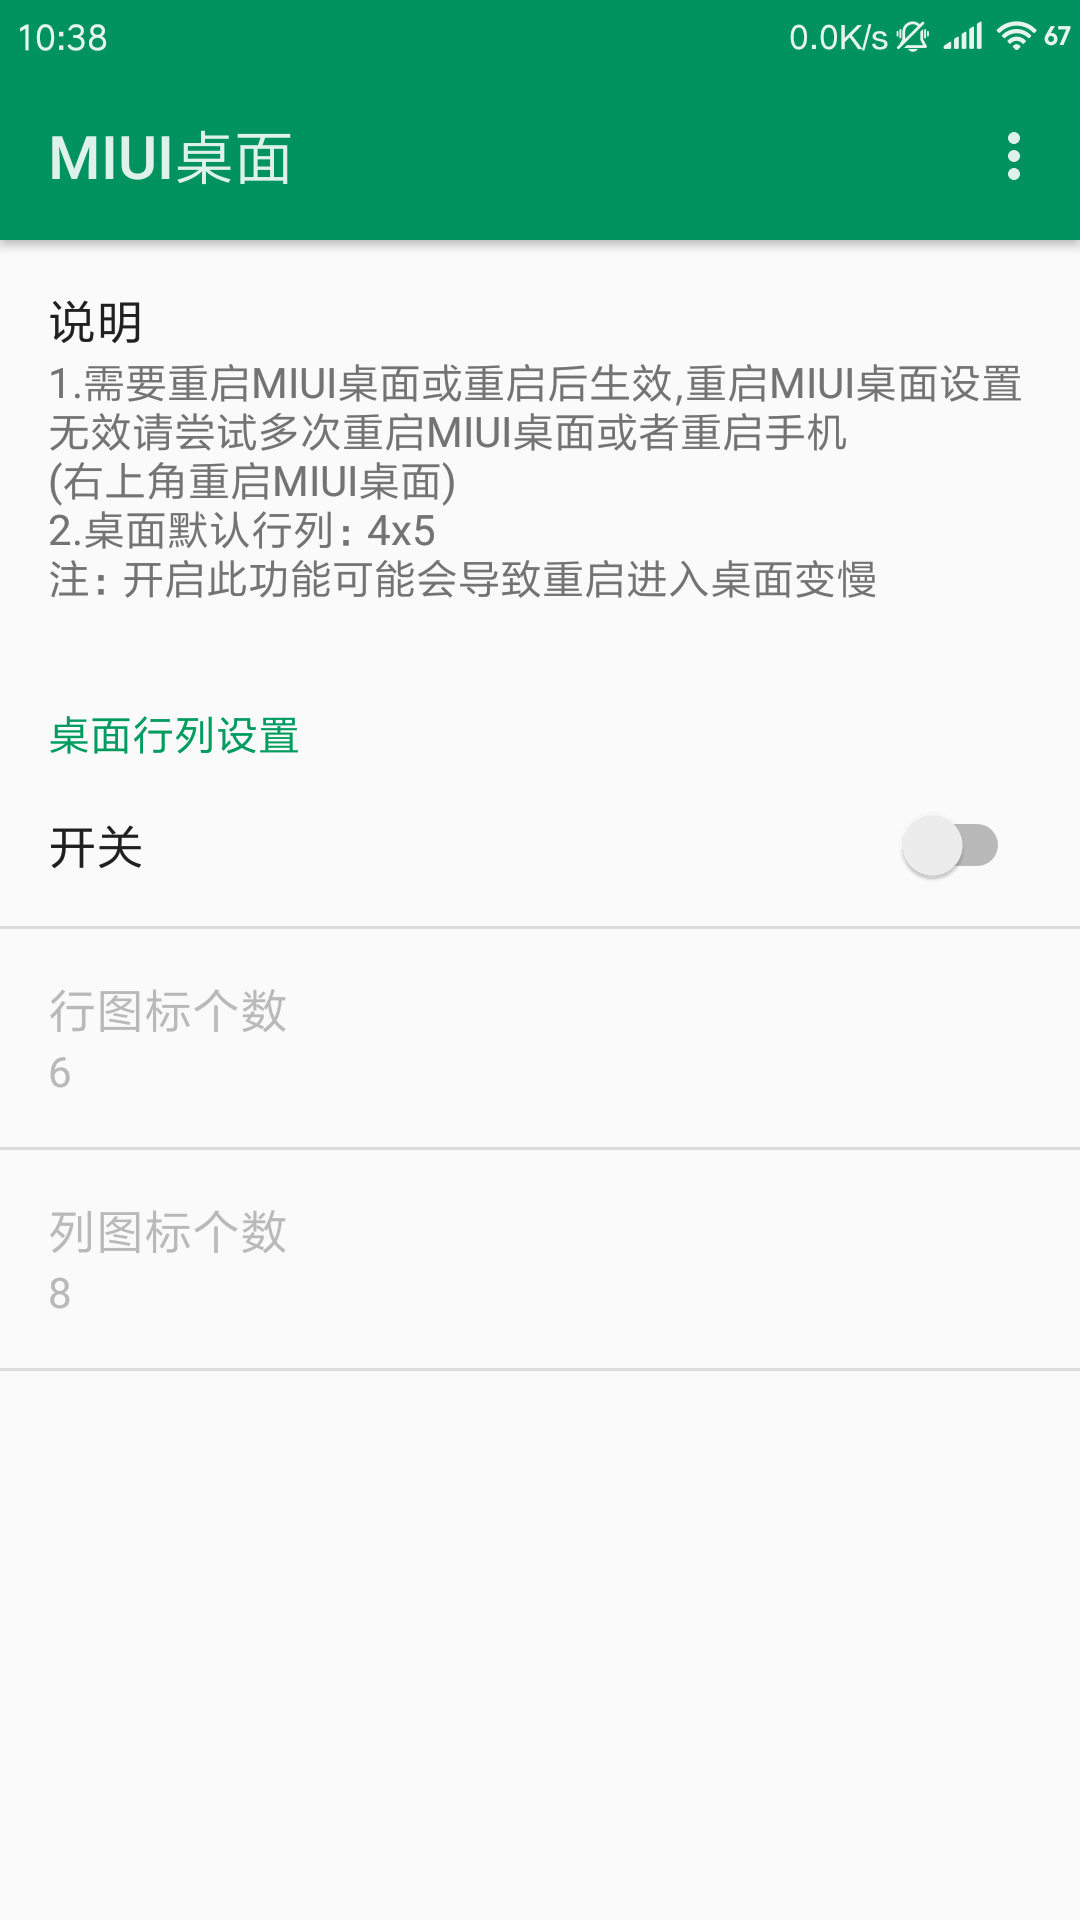 10:38
0.0K/s 67
MIUI桌面
说明
1.需要重启MIUI桌面或重启后生效,重启MIUI桌面设置
无效请尝试多次重启MIUI桌面或者重启手机
(右上角重启MIUI桌面)
2.桌面默认行列：4x5
注：开启此功能可能会导致重启进入桌面变慢
桌面行列设置
开关
行图标个数
6
列图标个数
8